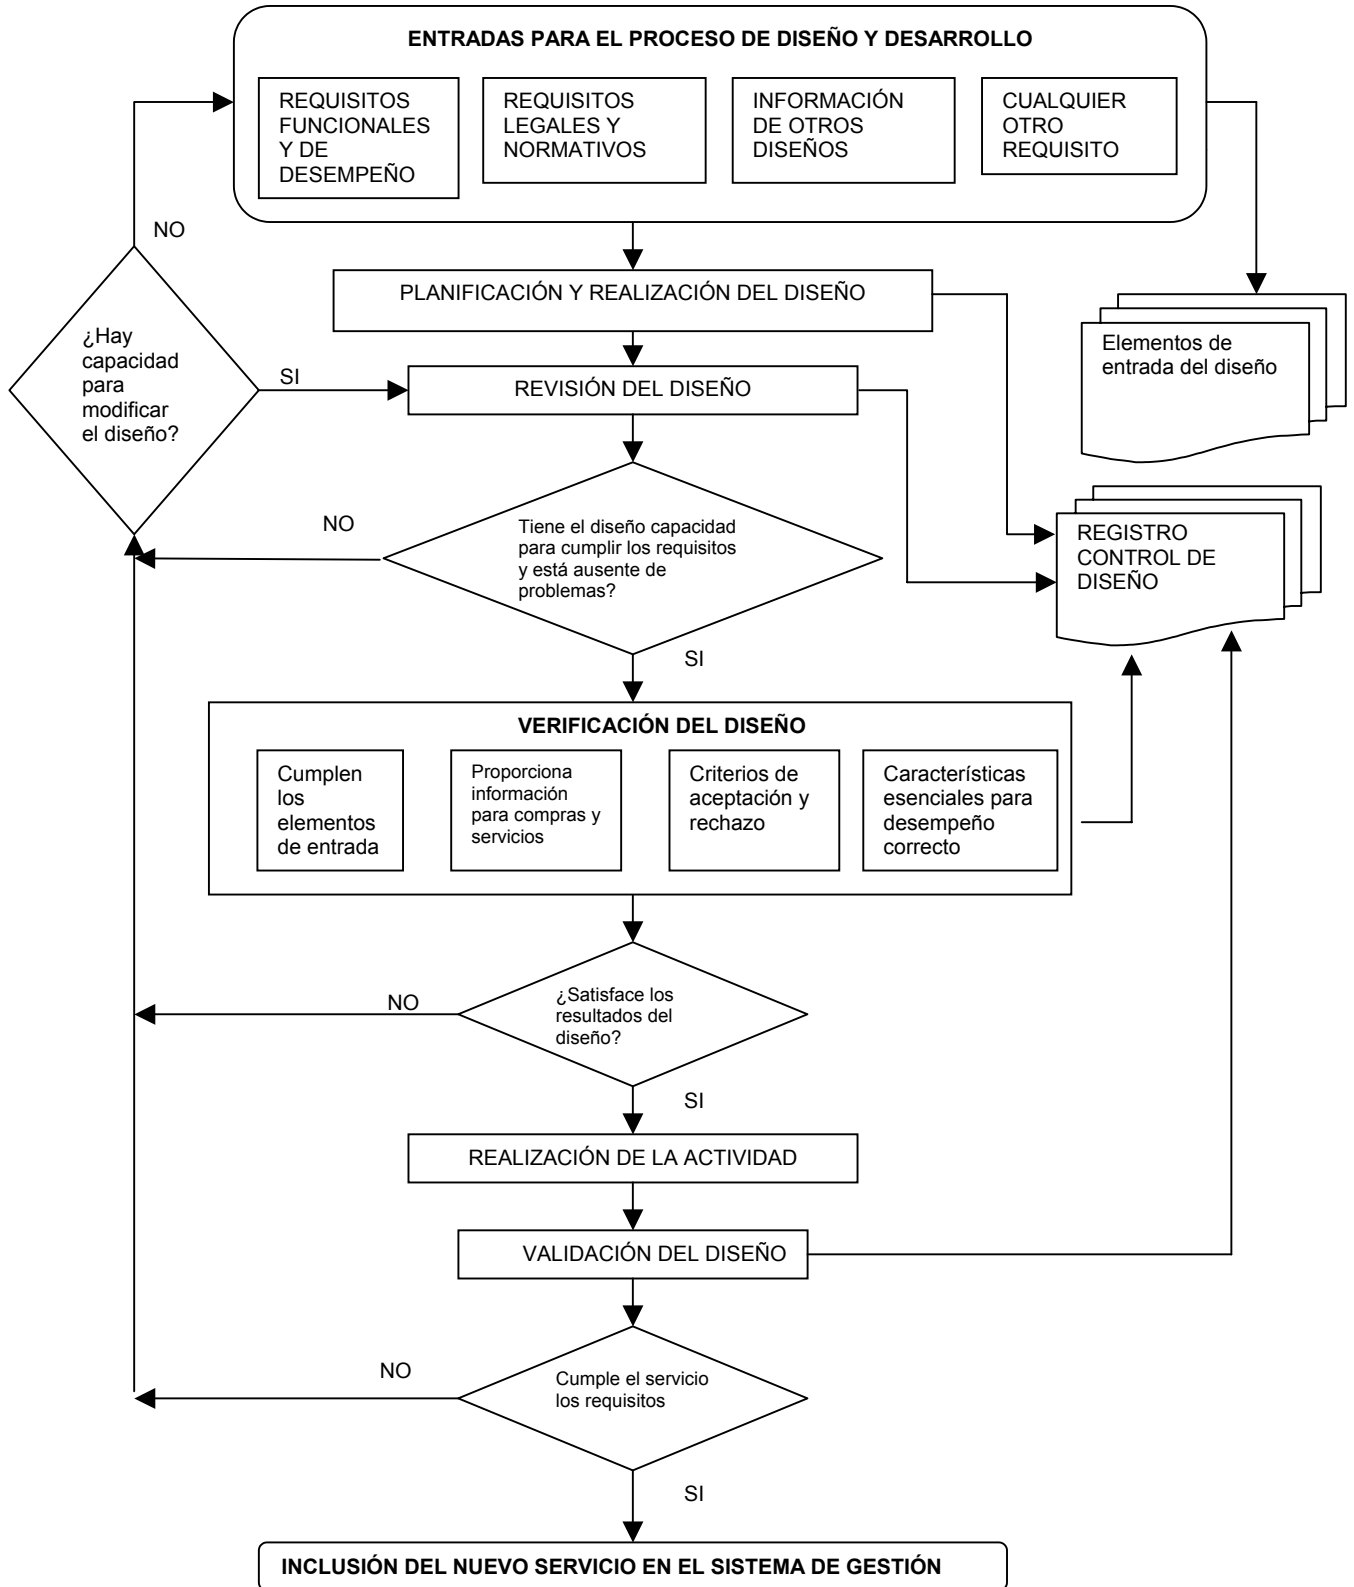 ENTRADAS PARA EL PROCESO DE DISEÑO Y DESARROLLO
REQUISITOS
FUNCIONALES
Y DE
DESEMPEÑO
REQUISITOS
LEGALES Y
NORMATIVOS
INFORMACIÓN
DE OTROS
DISEÑOS
CUALQUIER
OTRO
REQUISITO
NO
PLANIFICACIÓN Y REALIZACIÓN DEL DISEÑO
¿Hay
capacidad
para
modificar
el diseño?
SI
Elementos de
entrada del diseño
REVISIÓN DEL DISEÑO
NO
Tiene el diseño capacidad
para cumplir los requisitos
y está ausente de
problemas?
REGISTRO
CONTROL DE
DISEÑO
SI
VERIFICACIÓN DEL DISEÑO
Cumplen
los
elementos
de entrada
Proporciona
información
para compras y
servicios
Criterios de
aceptación y
rechazo
Característícas
esenciales para
desempeño
correcto
NO
¿Satisface los
resultados del
diseño?
SI
REALIZACIÓN DE LA ACTIVIDAD
VALIDACIÓN DEL DISEÑO
NO
Cumple el servicio
los requisitos
SI
INCLUSIÓN DEL NUEVO SERVICIO EN EL SISTEMA DE GESTIÓN